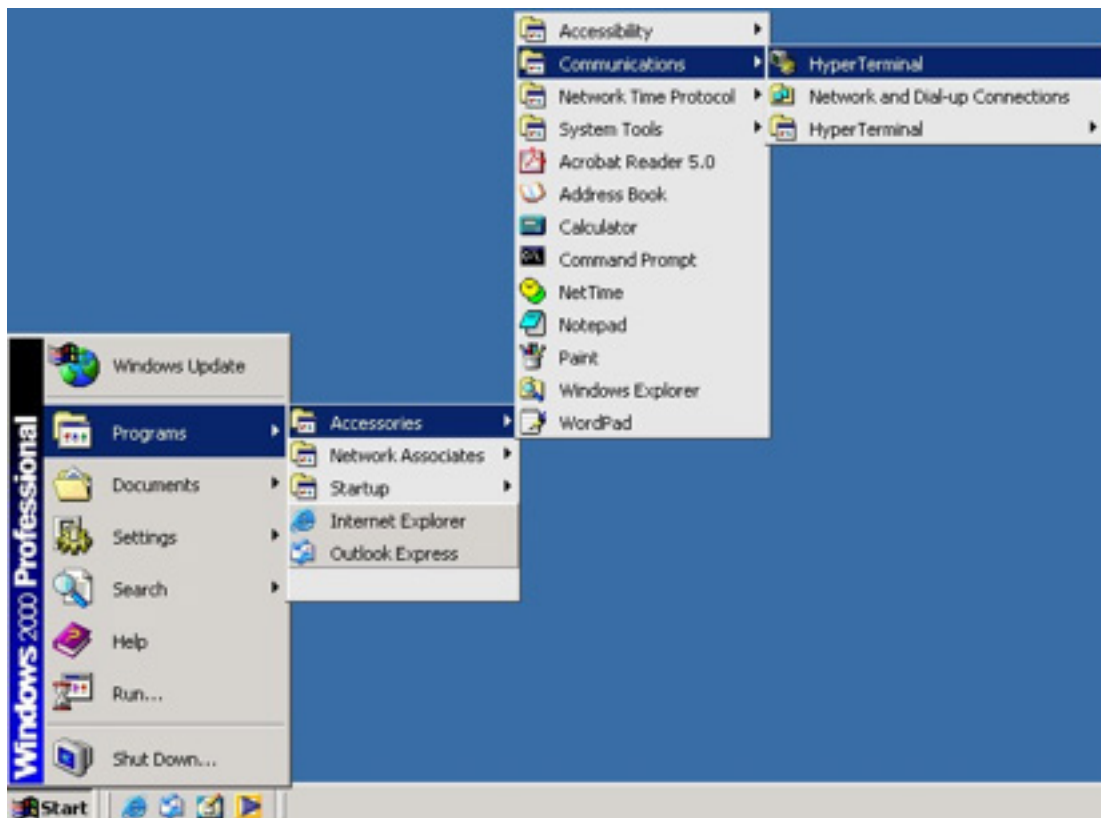 Windows 2000 Professional
Windows Update
Programs
Documents
Settings
Search
Help
Run...
Shut Down...
Start
Accessories
Network Associates
Startup
Internet Explorer
Outlook Express
Accessibility
Communications
Network Time Protocol
System Tools
Acrobat Reader 5.0
Address Book
Calculator
Command Prompt
NetTime
Notepad
Paint
Windows Explorer
WordPad
HyperTerminal
Network and Dial-up Connections
HyperTerminal